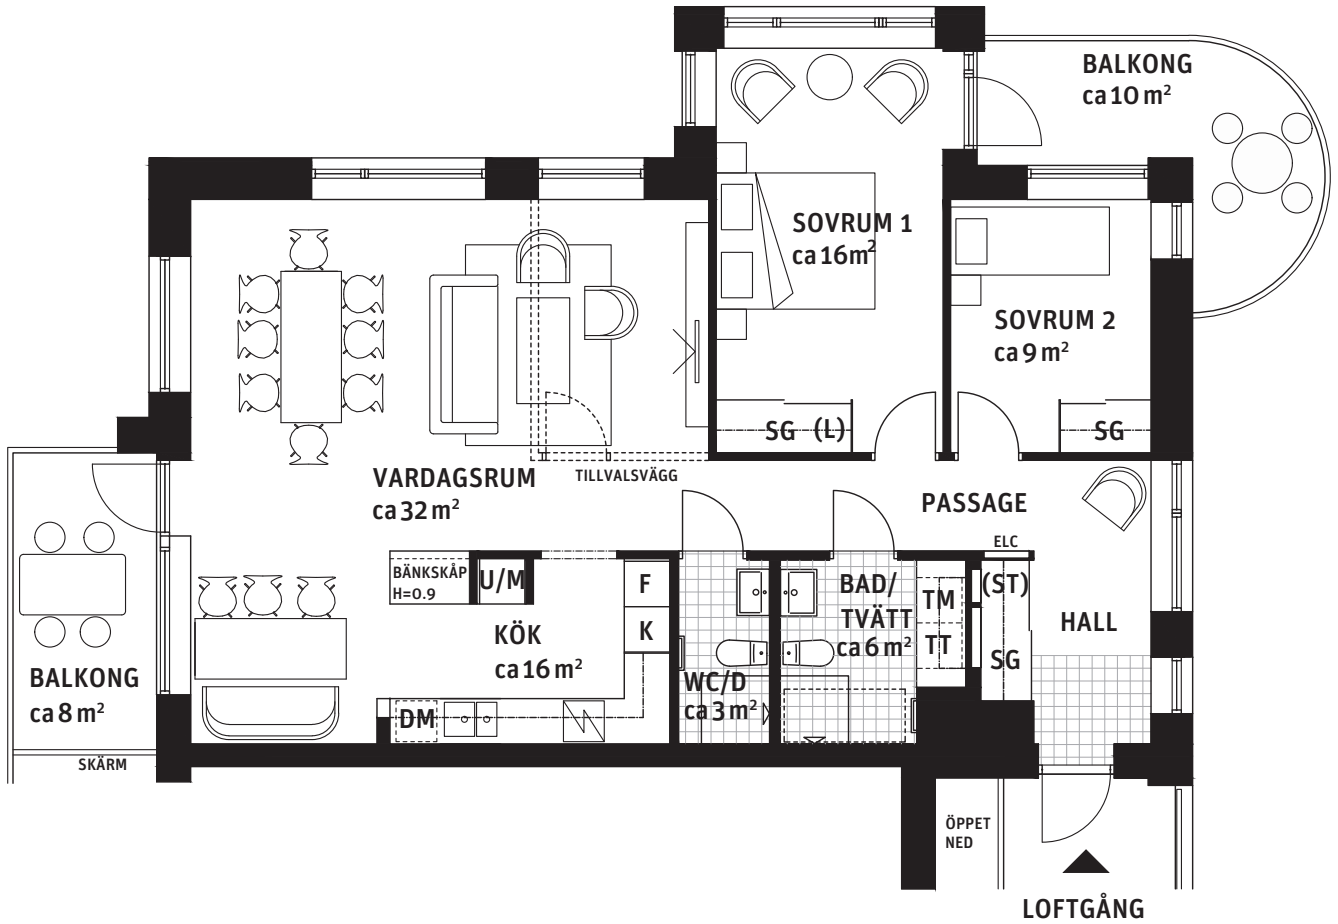 BALKONG
ca 10 m²
SOVRUM 1
ca 16 m²
SOVRUM 2
ca 9 m²
SG (L)
SG
VARDAGSRUM
ca 32 m²
TILLVALSVÄGG
PASSAGE
ELC
BÄNKSKÅP
H=0.9
U/M
F
K
KÖK
ca 16 m²
DM
WC/D
ca 3 m²
BAD/
TVÄTT
ca 6 m²
TM
TT
(ST)
SG
HALL
BALKONG
ca 8 m²
SKÄRM
ÖPPET
NED
LOFTGÅNG